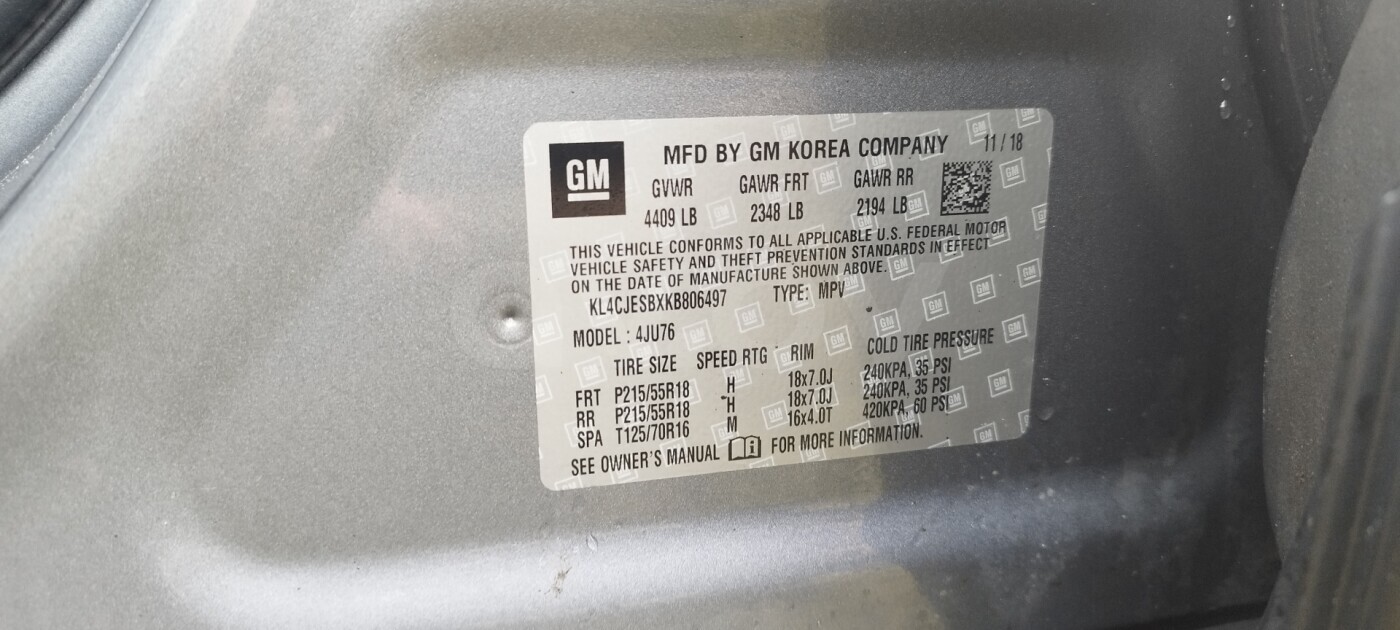 GM
MFD BY GM KOREA COMPANY 11 / 18
GVWR GAWR FRT GAWR RR
4409 LB 2348 LB 2194 LB
THIS VEHICLE CONFORMS TO ALL APPLICABLE U.S. FEDERAL MOTOR
VEHICLE SAFETY AND THEFT PREVENTION STANDARDS IN EFFECT
ON THE DATE OF MANUFACTURE SHOWN ABOVE.
KL4CJESBXKB806497 TYPE: MPV
MODEL : 4JU76
TIRE SIZE SPEED RTG RIM COLD TIRE PRESSURE
FRT P215/55R18 H 18x7.0J 240KPA, 35 PSI
RR P215/55R18 H 18x7.0J 240KPA, 35 PSI
SPA T125/70R16 M 16x4.0T 420KPA, 60 PSI
SEE OWNER'S MANUAL FOR MORE INFORMATION.